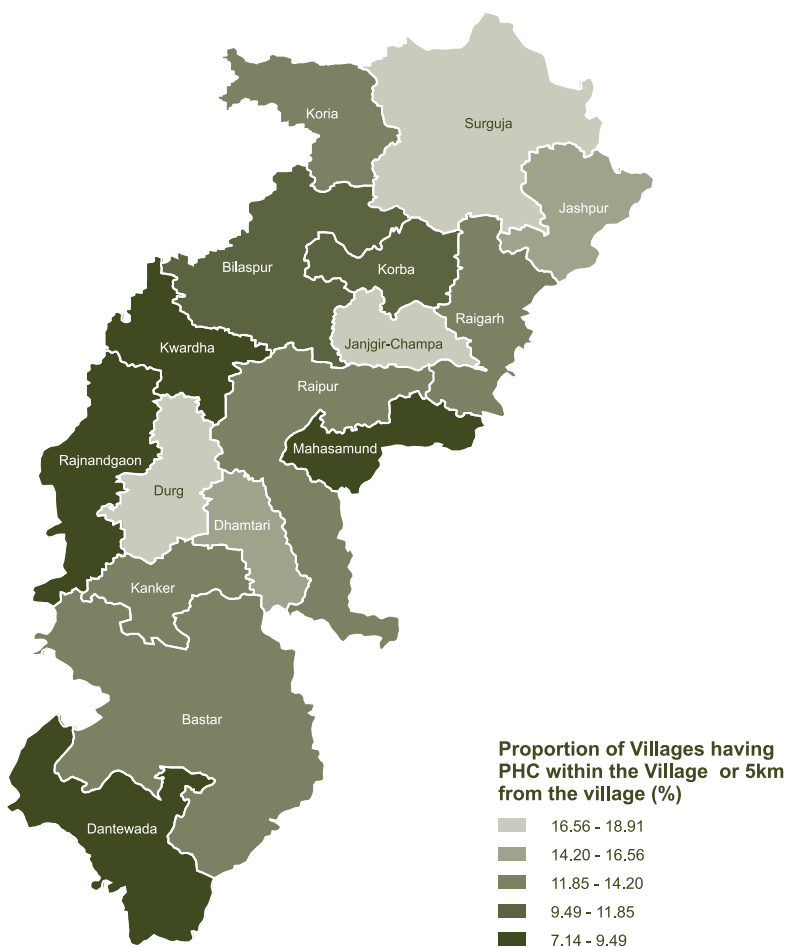 Koria
Surguja
Jashpur
Bilaspur
Korba
Raigarh
Janjgir-Champa
Kwardha
Raipur
Mahasamund
Rajnandgaon
Durg
Dhamtari
Kanker
Bastar
Dantewada
Proportion of Villages having
PHC within the Village or 5km
from the village (%)
16.56 - 18.91
14.20 - 16.56
11.85 - 14.20
9.49 - 11.85
7.14 - 9.49